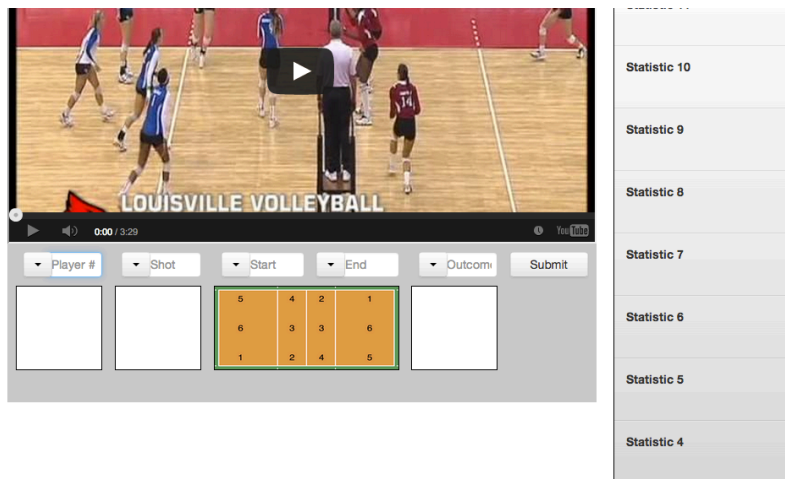 14
LOUISVILLE VOLLEYBALL
0:00 / 3:29
YouTube
Player #
Shot
Start
End
Outcom
Submit
5 4 2 1
6 3 3 6
1 2 4 5
Statistic 10
Statistic 9
Statistic 8
Statistic 7
Statistic 6
Statistic 5
Statistic 4